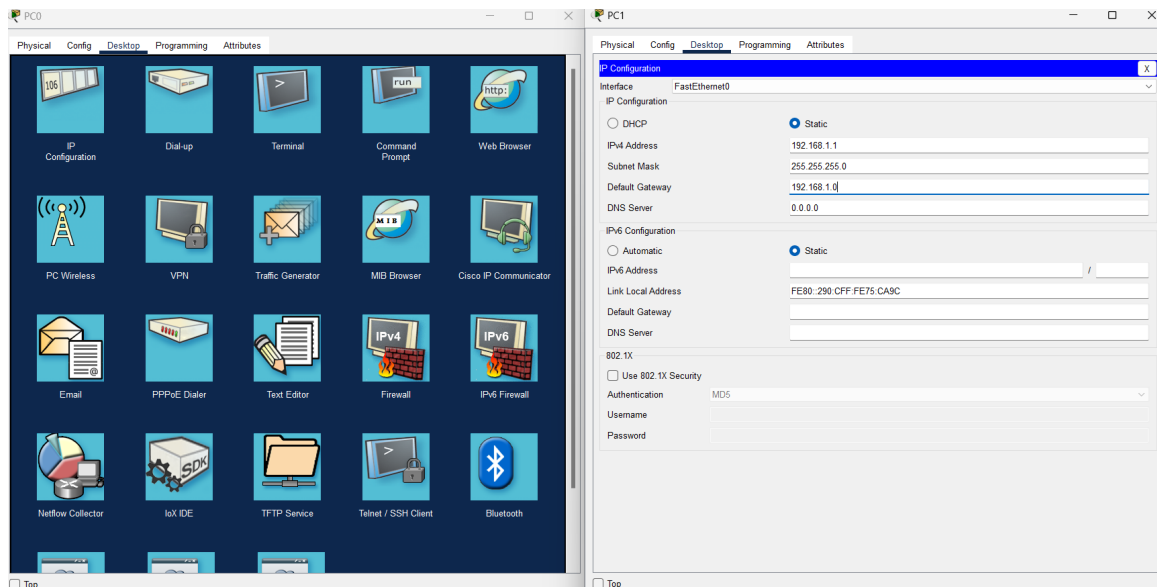 PC0
Physical Config Desktop Programming Attributes
106
run
http:
IP
Configuration
Dial-up
Terminal
Command
Prompt
Web Browser
MIB
PC Wireless
VPN
Traffic Generator
MIB Browser
Cisco IP Communicator
IPv4
IPv6
Email
PPPoE Dialer
Text Editor
Firewall
IPv6 Firewall
SDK
Netflow Collector
IoX IDE
TFTP Service
Telnet / SSH Client
Bluetooth
Top
PC1
Physical Config Desktop Programming Attributes
IP Configuration X
Interface FastEthernet0
IP Configuration
DHCP Static
IPv4 Address 192.168.1.1
Subnet Mask 255.255.255.0
Default Gateway 192.168.1.0
DNS Server 0.0.0.0
IPv6 Configuration
Automatic Static
IPv6 Address /
Link Local Address FE80::290:CFF:FE75:CA9C
Default Gateway
DNS Server
802.1X
Use 802.1X Security
Authentication MD5
Username
Password
Top